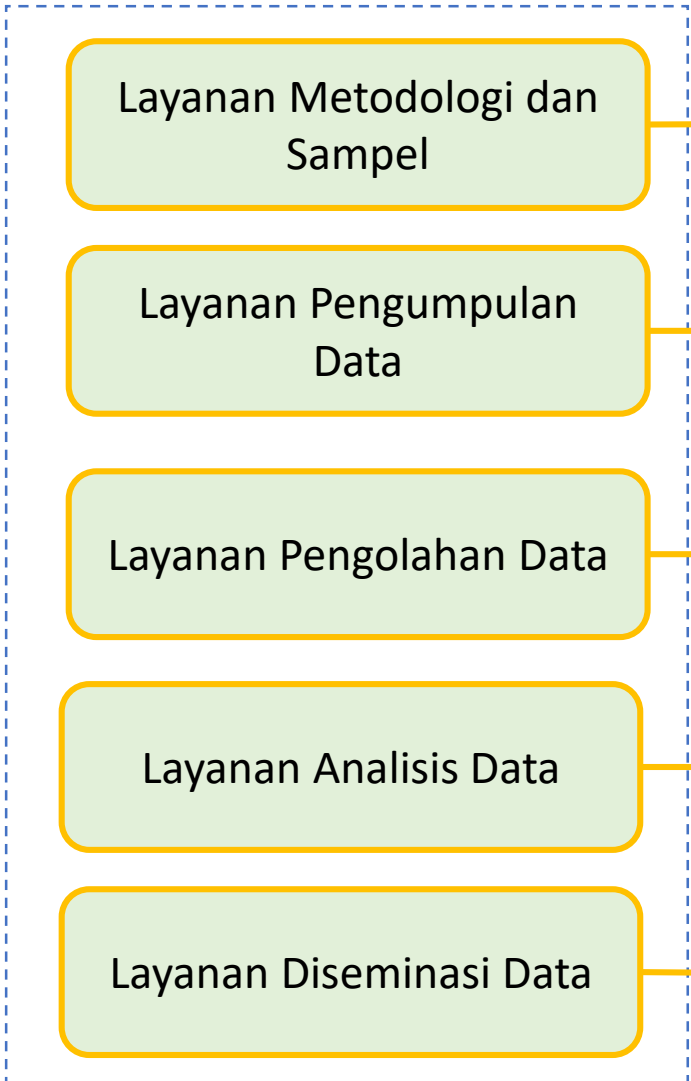 Layanan Metodologi dan
Sampel
Layanan Pengumpulan
Data
Layanan Pengolahan Data
Layanan Analisis Data
Layanan Diseminasi Data